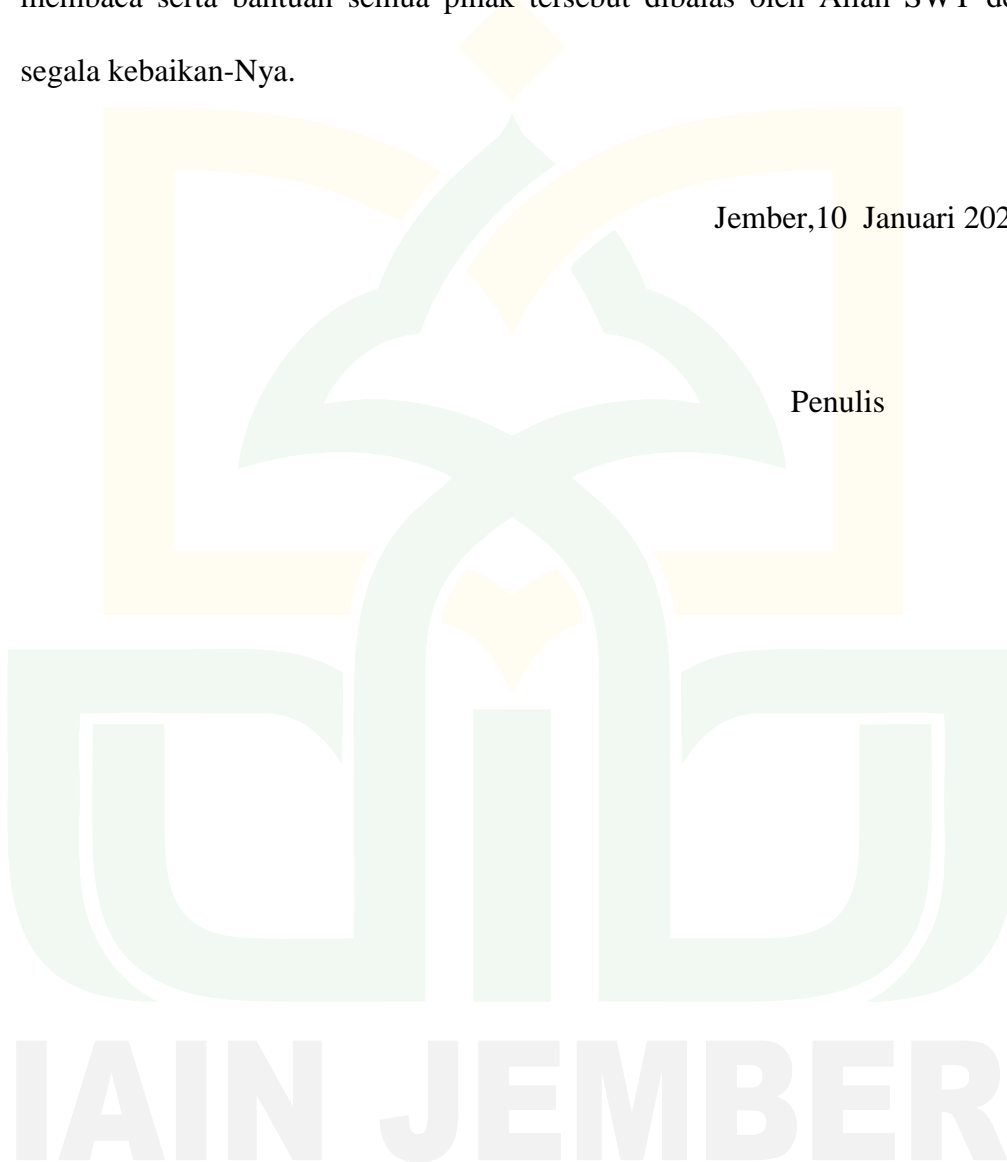 membaca serta bantuan semua pihak tersebut dibalas oleh Allah SWT
segala kebaikan-Nya.
Jember,10 Januari 202
Penulis
IAIN JEMBER